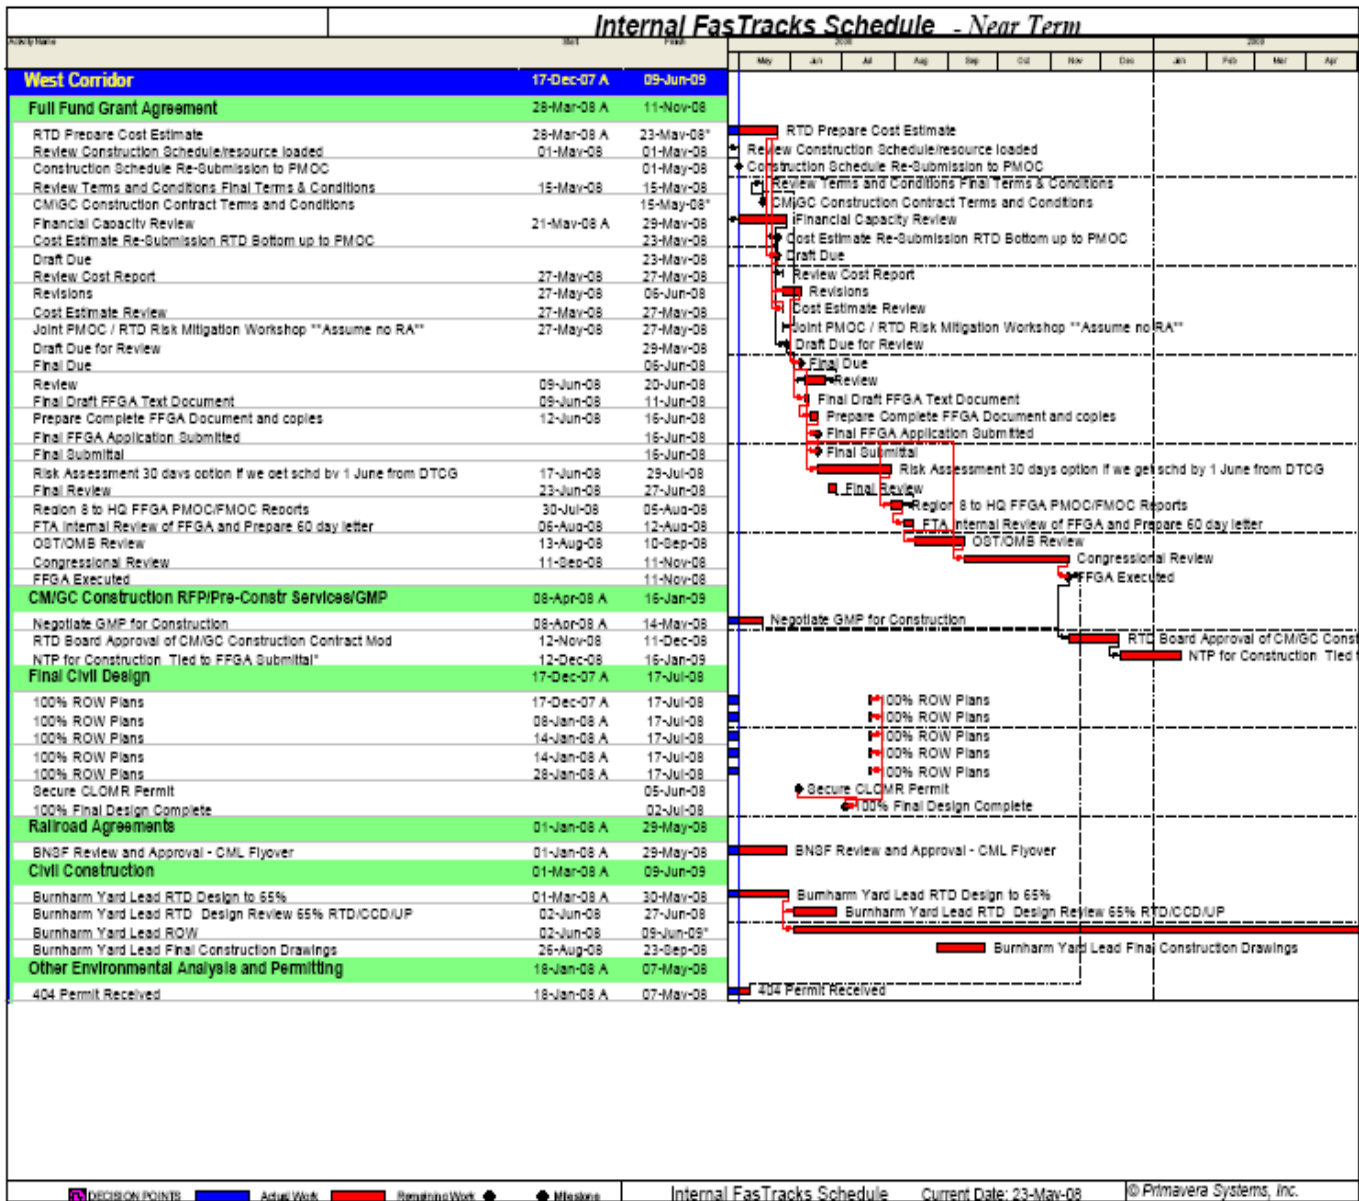 Internal FasTracks Schedule - Near Term
Activity Name Start Finish 2008 2009
May Jun Jul Aug Sep Oct Nov Dec Jan Feb Mar Apr
West Corridor 17-Dec-07 A 09-Jun-09
Full Fund Grant Agreement 28-Mar-08 A 11-Nov-08
RTD Prepare Cost Estimate 28-Mar-08 A 23-May-08* RTD Prepare Cost Estimate
Review Construction Schedule/resource loaded 01-May-08 01-May-08 Review Construction Schedule/resource loaded
Construction Schedule Re-Submission to PMOC 01-May-08 Construction Schedule Re-Submission to PMOC
Review Terms and Conditions Final Terms & Conditions 15-May-08 15-May-08 Review Terms and Conditions Final Terms & Conditions
CM/GC Construction Contract Terms and Conditions 15-May-08* CM/GC Construction Contract Terms and Conditions
Financial Capacity Review 21-May-08 A 29-May-08 Financial Capacity Review
Cost Estimate Re-Submission RTD Bottom up to PMOC 23-May-08 Cost Estimate Re-Submission RTD Bottom up to PMOC
Draft Due 23-May-08 Draft Due
Review Cost Report 27-May-08 27-May-08 Review Cost Report
Revisions 27-May-08 06-Jun-08 Revisions
Cost Estimate Review 27-May-08 27-May-08 Cost Estimate Review
Joint PMOC / RTD Risk Mitigation Workshop **Assume no RA** 27-May-08 27-May-08 Joint PMOC / RTD Risk Mitigation Workshop **Assume no RA**
Draft Due for Review 29-May-08 Draft Due for Review
Final Due 06-Jun-08 Final Due
Review 09-Jun-08 20-Jun-08 Review
Final Draft FFGA Text Document 09-Jun-08 11-Jun-08 Final Draft FFGA Text Document
Prepare Complete FFGA Document and copies 12-Jun-08 16-Jun-08 Prepare Complete FFGA Document and copies
Final FFGA Application Submitted 16-Jun-08 Final FFGA Application Submitted
Final Submittal 16-Jun-08 Final Submittal
Risk Assessment 30 days option if we get schd by 1 June from DTCG 17-Jun-08 29-Jul-08 Risk Assessment 30 days option if we get schd by 1 June from DTCG
Final Review 23-Jun-08 27-Jun-08 Final Review
Region 8 to HQ FFGA PMOC/FMOC Reports 30-Jul-08 05-Aug-08 Region 8 to HQ FFGA PMOC/FMOC Reports
FTA Internal Review of FFGA and Prepare 60 day letter 06-Aug-08 12-Aug-08 FTA Internal Review of FFGA and Prepare 60 day letter
OST/OMB Review 13-Aug-08 10-Sep-08 OST/OMB Review
Congressional Review 11-Sep-08 11-Nov-08 Congressional Review
FFGA Executed 11-Nov-08 FFGA Executed
CM/GC Construction RFP/Pre-Constr Services/GMP 08-Apr-08 A 16-Jan-09
Negotiate GMP for Construction 08-Apr-08 A 14-May-08 Negotiate GMP for Construction
RTD Board Approval of CM/GC Construction Contract Mod 12-Nov-08 11-Dec-08 RTD Board Approval of CM/GC Const
NTP for Construction Tied to FFGA Submittal* 12-Dec-08 16-Jan-09 NTP for Construction Tied t
Final Civil Design 17-Dec-07 A 17-Jul-08
100% ROW Plans 17-Dec-07 A 17-Jul-08 100% ROW Plans
100% ROW Plans 08-Jan-08 A 17-Jul-08 100% ROW Plans
100% ROW Plans 14-Jan-08 A 17-Jul-08 100% ROW Plans
100% ROW Plans 14-Jan-08 A 17-Jul-08 100% ROW Plans
100% ROW Plans 28-Jan-08 A 17-Jul-08 100% ROW Plans
Secure CLOMR Permit 05-Jun-08 Secure CLOMR Permit
100% Final Design Complete 02-Jul-08 100% Final Design Complete
Railroad Agreements 01-Jan-08 A 29-May-08
BNSF Review and Approval - CML Flyover 01-Jan-08 A 29-May-08 BNSF Review and Approval - CML Flyover
Civil Construction 01-Mar-08 A 09-Jun-09
Burnharm Yard Lead RTD Design to 65% 01-Mar-08 A 30-May-08 Burnharm Yard Lead RTD Design to 65%
Burnharm Yard Lead RTD Design Review 65% RTD/CCD/UP 02-Jun-08 27-Jun-08 Burnharm Yard Lead RTD Design Review 65% RTD/CCD/UP
Burnharm Yard Lead ROW 02-Jun-08 09-Jun-09*
Burnharm Yard Lead Final Construction Drawings 26-Aug-08 23-Sep-08 Burnharm Yard Lead Final Construction Drawings
Other Environmental Analysis and Permitting 18-Jan-08 A 07-May-08
404 Permit Received 18-Jan-08 A 07-May-08 404 Permit Received
DECISION POINTS Actual Work Remaining Work Milestone Internal FasTracks Schedule Current Date: 23-May-08 © Primavera Systems, Inc.